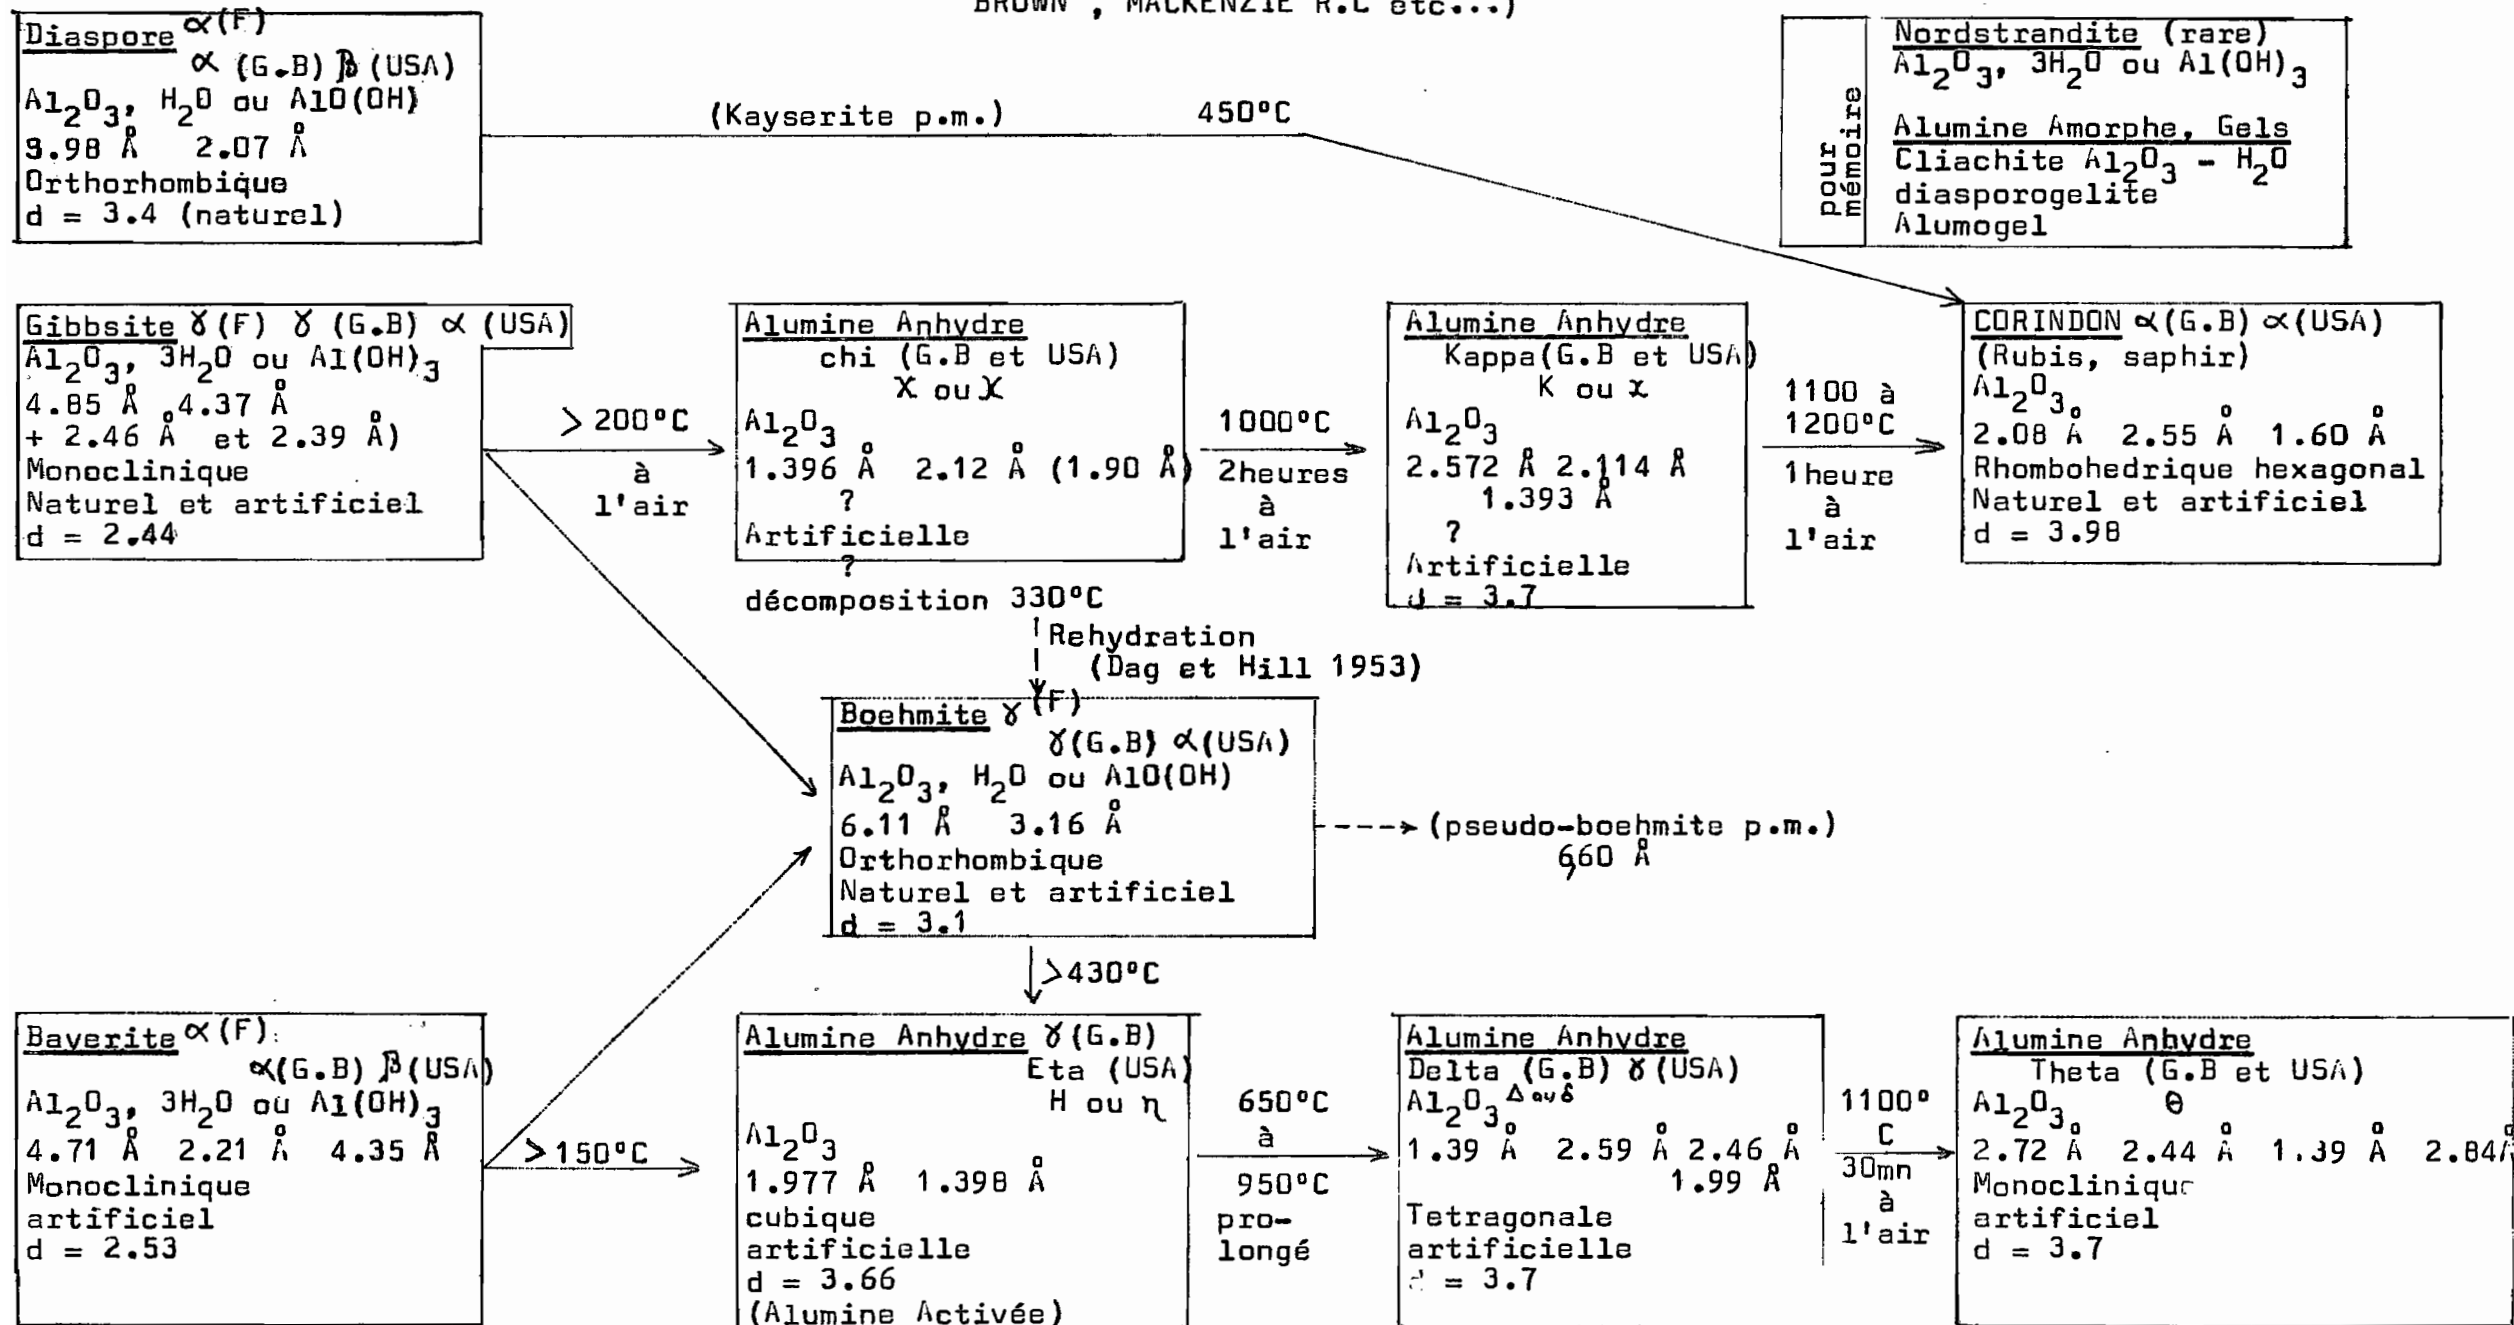 BROWN , MACKENZIE R.C etc...)
Diaspore α(F)
α (G.B) β (USA)
Al2O3, H2O ou AlO(OH)
3.98 Å 2.07 Å
Orthorhombique
d = 3.4 (naturel)
(Kayserite p.m.) 450°C
pour
mémoire
Nordstrandite (rare)
Al2O3, 3H2O ou Al(OH)3
Alumine Amorphe, Gels
Cliachite Al2O3 - H2O
diasporogelite
Alumogel
Gibbsite γ(F) γ (G.B) α (USA)
Al2O3, 3H2O ou Al(OH)3
4.85 Å 4.37 Å
+ 2.46 Å et 2.39 Å)
Monoclinique
Naturel et artificiel
d = 2.44
> 200°C
à
l'air
Alumine Anhydre
chi (G.B et USA)
X ou χ
Al2O3
1.396 Å 2.12 Å (1.90 Å)
?
Artificielle
?
décomposition 330°C
Rehydration
(Dag et Hill 1953)
1000°C
2heures
à
l'air
Alumine Anhydre
Kappa(G.B et USA)
K ou ϰ
Al2O3
2.572 Å 2.114 Å
1.393 Å
?
Artificielle
d = 3.7
1100 à
1200°C
1heure
à
l'air
CORINDON α(G.B) α(USA)
(Rubis, saphir)
Al2O3
2.08 Å 2.55 Å 1.60 Å
Rhombohedrique hexagonal
Naturel et artificiel
d = 3.98
Boehmite γ (F)
γ(G.B) α(USA)
Al2O3, H2O ou AlO(OH)
6.11 Å 3.16 Å
Orthorhombique
Naturel et artificiel
d = 3.1
(pseudo-boehmite p.m.)
6,60 Å
>430°C
Bayerite α(F)
α(G.B) β(USA)
Al2O3, 3H2O ou Al(OH)3
4.71 Å 2.21 Å 4.35 Å
Monoclinique
artificiel
d = 2.53
>150°C
Alumine Anhydre γ(G.B)
Eta (USA)
H ou η
Al2O3
1.977 Å 1.398 Å
cubique
artificielle
d = 3.66
(Alumine Activée)
650°C
à
950°C
pro-
longé
Alumine Anhydre
Delta (G.B) γ(USA)
Al2O3 Δ ou δ
1.39 Å 2.59 Å 2.46 Å
1.99 Å
Tetragonale
artificielle
d = 3.7
1100°
C
30mn
à
l'air
Alumine Anhydre
Theta (G.B et USA)
Al2O3 θ
2.72 Å 2.44 Å 1.39 Å 2.84Å
Monoclinique
artificiel
d = 3.7